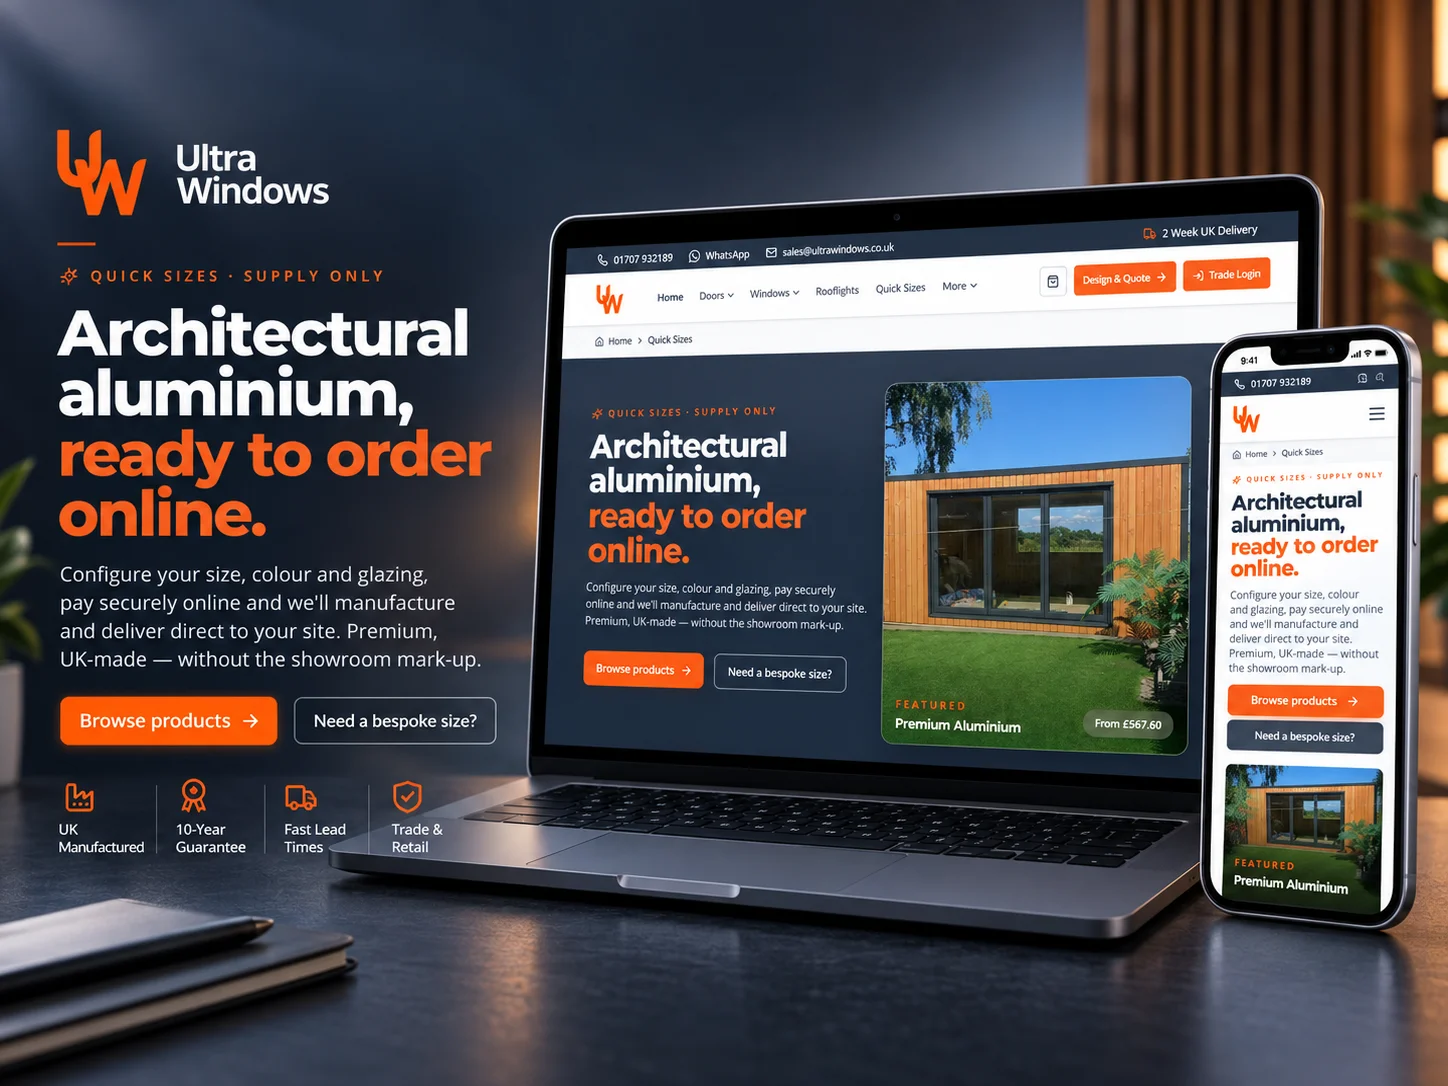 UW
Ultra
Windows
QUICK SIZES · SUPPLY ONLY
Architectural
aluminium,
ready to order
online.
Configure your size, colour and glazing,
pay securely online and we'll manufacture
and deliver direct to your site. Premium,
UK-made — without the showroom mark-up.
Browse products →
Need a bespoke size?
UK
Manufactured
10-Year
Guarantee
Fast Lead
Times
Trade &
Retail
01707 932189
WhatsApp
sales@ultrawindows.co.uk
2 Week UK Delivery
UW
Home
Doors
Windows
Rooflights
Quick Sizes
More
Design & Quote →
Trade Login
Home > Quick Sizes
QUICK SIZES · SUPPLY ONLY
Architectural
aluminium,
ready to order
online.
Configure your size, colour and glazing, pay securely
online and we'll manufacture and deliver direct to your site.
Premium, UK-made — without the showroom mark-up.
Browse products →
Need a bespoke size?
FEATURED
Premium Aluminium
From £567.60
9:41
01707 932189
UW
Home > Quick Sizes
QUICK SIZES · SUPPLY ONLY
Architectural
aluminium,
ready to order
online.
Configure your size, colour
and glazing, pay securely online
and we'll manufacture and
deliver direct to your site.
Premium, UK-made — without
the showroom mark-up.
Browse products →
Need a bespoke size?
FEATURED
Premium Aluminium